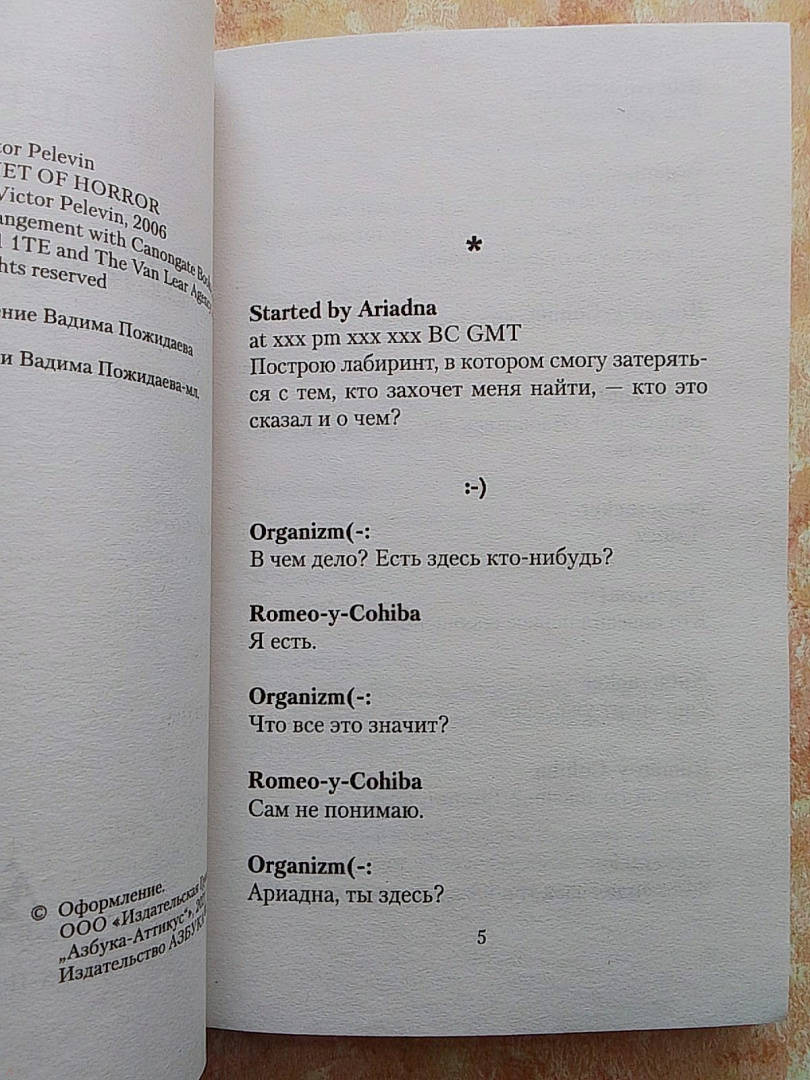 tor Pelevin
ET OF HORROR
Victor Pelevin, 2006
angement with Canongate Book
1TE and The Van Lear Agenc
hts reserved
ние Вадима Пожидаева
и Вадима Пожидаева-мл.
© Оформление.
ООО «Издательская
„Азбука-Аттикус“»,
Издательство АЗБУК
*
Started by Ariadna
at xxx pm xxx xxx BC GMT
Построю лабиринт, в котором смогу затерять-
ся с тем, кто захочет меня найти, — кто это
сказал и о чем?
:-)
Organizm(-:
В чем дело? Есть здесь кто-нибудь?
Romeo-y-Cohiba
Я есть.
Organizm(-:
Что все это значит?
Romeo-y-Cohiba
Сам не понимаю.
Organizm(-:
Ариадна, ты здесь?
5